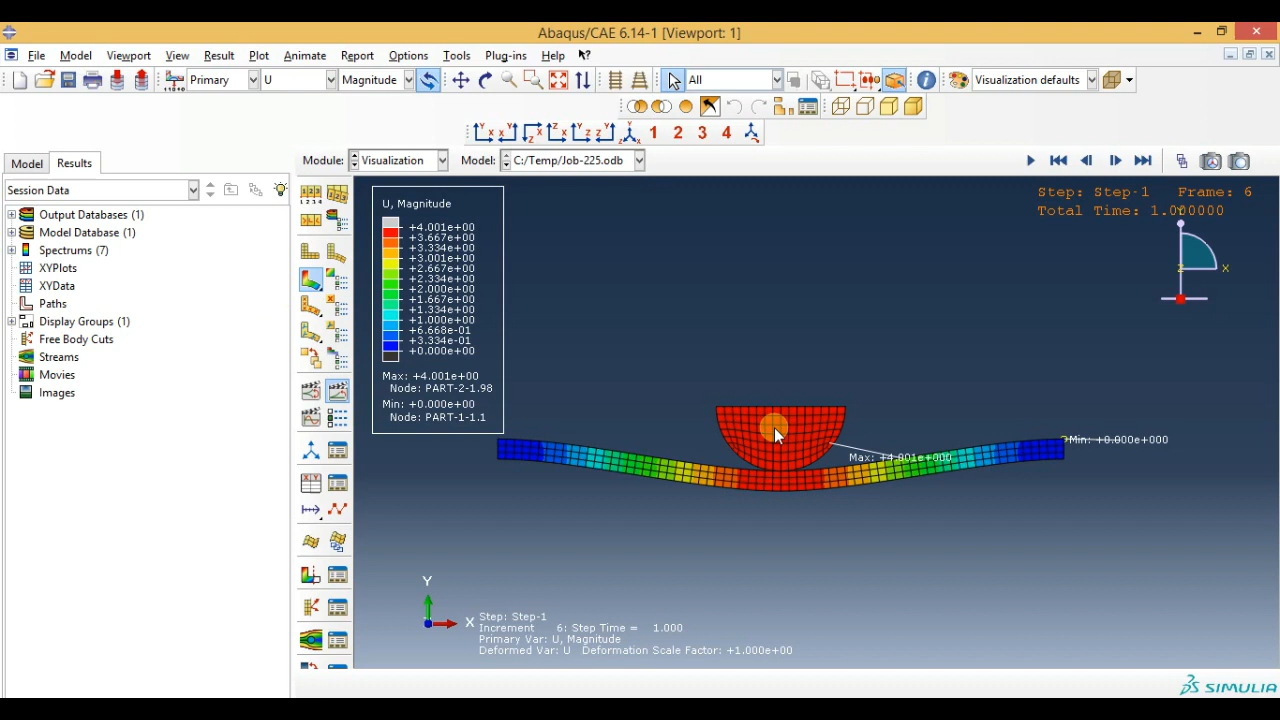 Abaqus/CAE 6.14-1 [Viewport: 1]
File Model Viewport View Result Plot Animate Report Options Tools Plug-ins Help
Primary U Magnitude All Visualization defaults
1 2 3 4
Model Results Module: Visualization Model: C:/Temp/Job-225.odb
Session Data
Output Databases (1)
Model Database (1)
Spectrums (7)
XYPlots
XYData
Paths
Display Groups (1)
Free Body Cuts
Streams
Movies
Images
U, Magnitude
+4.001e+00
+3.667e+00
+3.334e+00
+3.001e+00
+2.667e+00
+2.334e+00
+2.000e+00
+1.667e+00
+1.334e+00
+1.000e+00
+6.668e-01
+3.334e-01
+0.000e+00
Max: +4.001e+00
Node: PART-2-1.98
Min: +0.000e+00
Node: PART-1-1.1
Step: Step-1 Frame: 6
Total Time: 1.000000
Y
Z X
Min: +0.000e+000
Max: +4.001e+000
Y
X
Step: Step-1
Increment 6: Step Time = 1.000
Primary Var: U, Magnitude
Deformed Var: U Deformation Scale Factor: +1.000e+00
SIMULIA